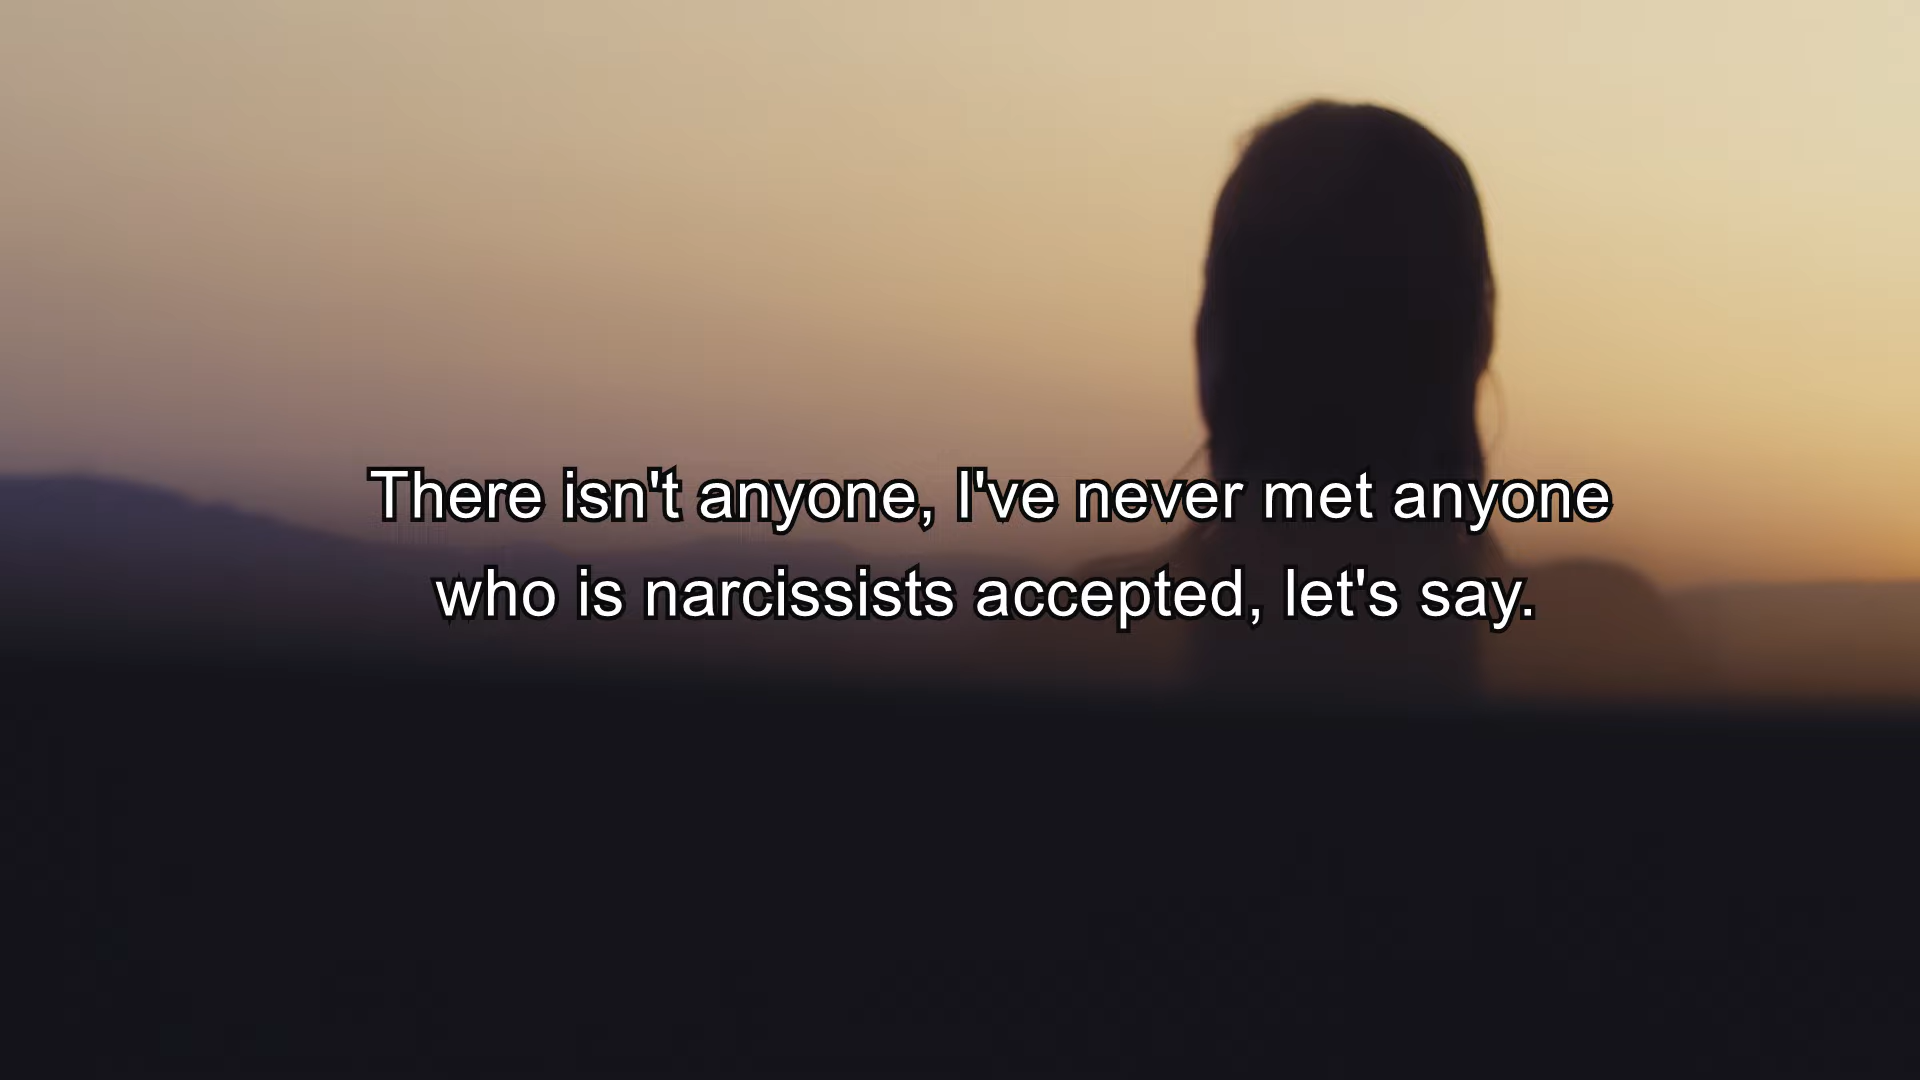 There isn't anyone, I've never met anyone
who is narcissists accepted, let's say.